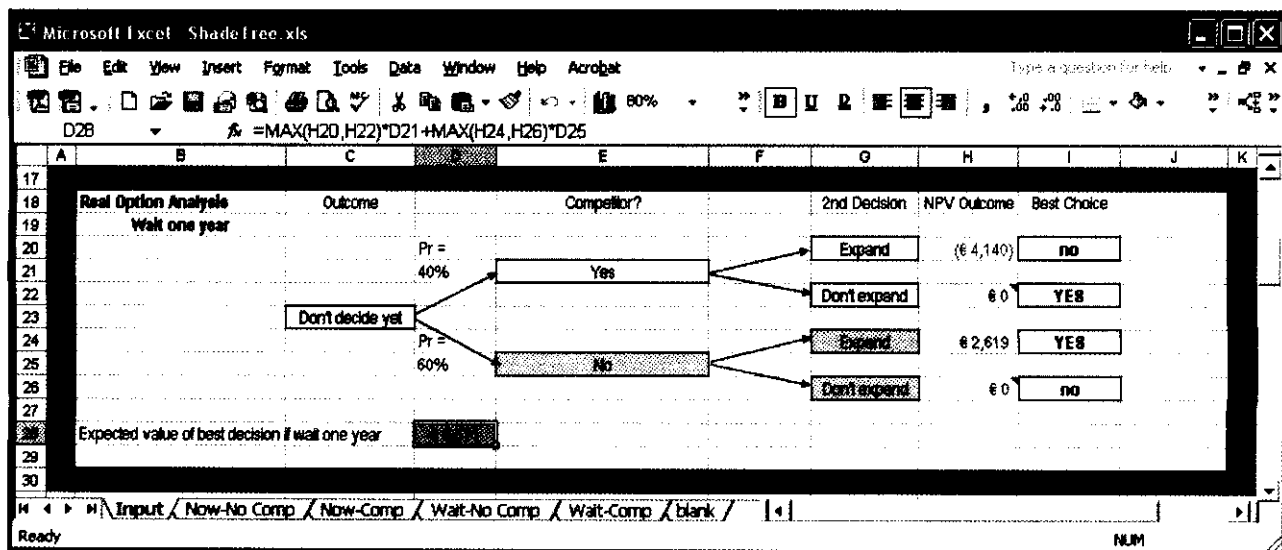 Microsoft Excel ShadeTree.xls
File Edit View Insert Format Tools Data Window Help Acrobat Type a question for help
80% B U
D28 fx =MAX(H20,H22)*D21+MAX(H24,H26)*D25
A B C E F G H I J K
17
18 Real Option Analysis Outcome Competitor? 2nd Decision NPV Outcome Best Choice
19 Wait one year
20 Pr = Expand (€ 4,140) no
21 40% Yes
22 Don't expand € 0 YES
23 Don't decide yet
24 Pr = Expand € 2,619 YES
25 60% No
26 Don't expand € 0 no
27
Expected value of best decision if wait one year
29
30
Input Now-No Comp Now-Comp Wait-No Comp Wait-Comp blank
Ready NUM